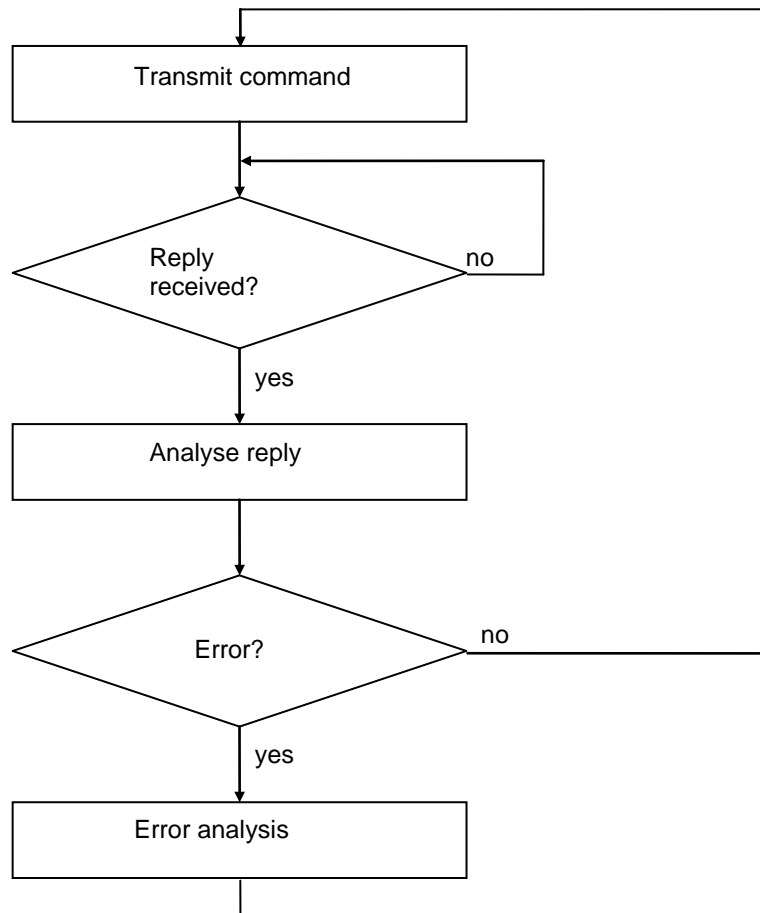 Transmit command
Reply
received?
no
yes
Analyse reply
Error?
no
yes
Error analysis